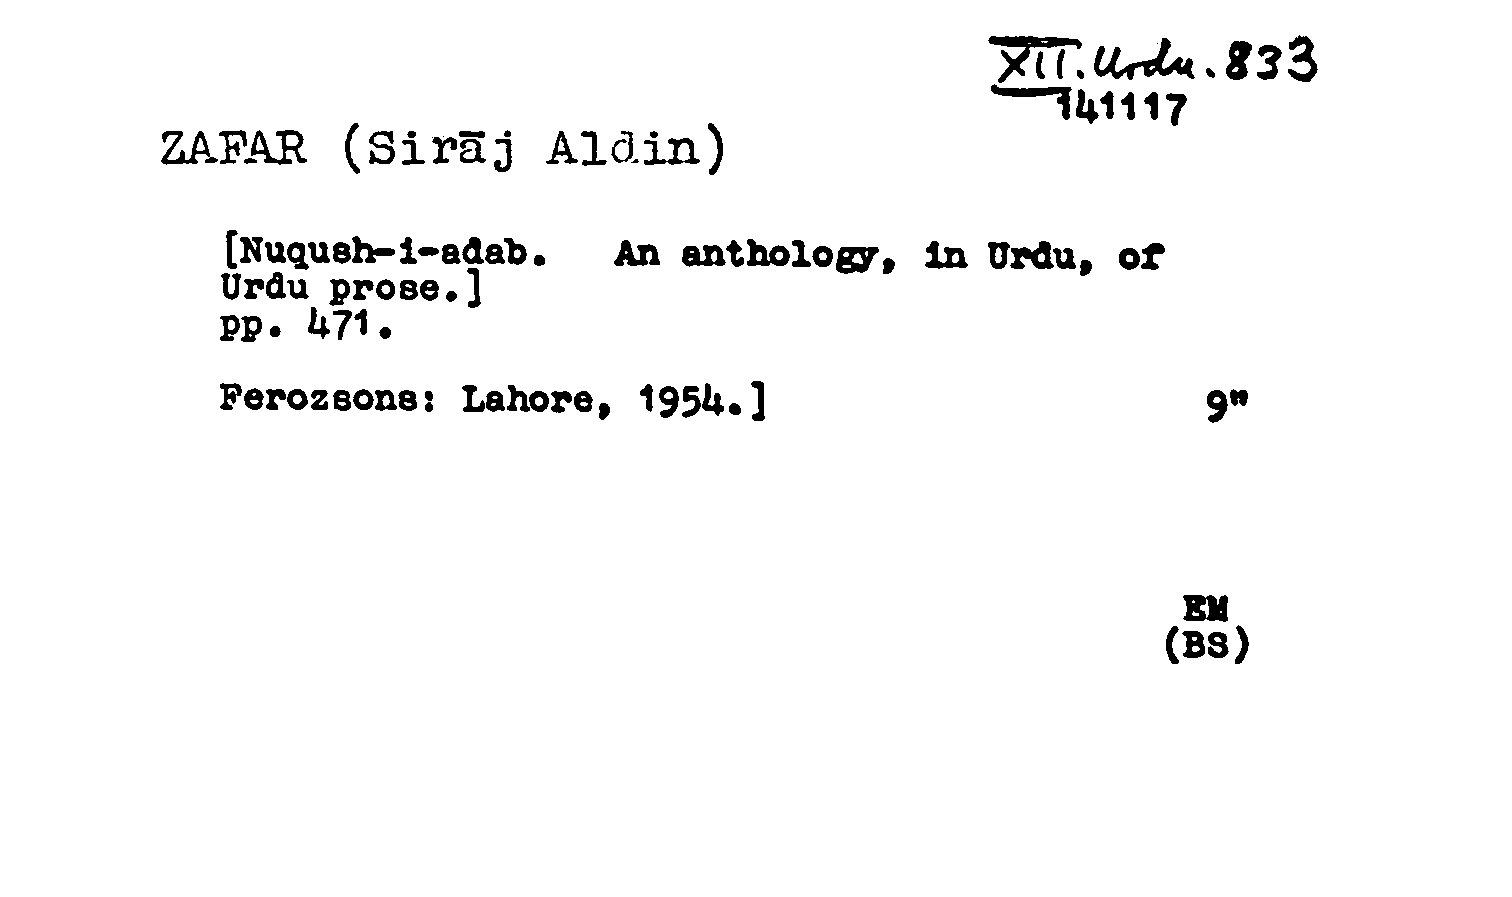 XII.Urdu.833
141117
ZAFAR (Sirāj Aldin)
[Nuqush-i-adab. An anthology, in Urdu, of
Urdu prose.]
pp. 471.
Ferozsons: Lahore, 1954.] 9"
EM
(BS)